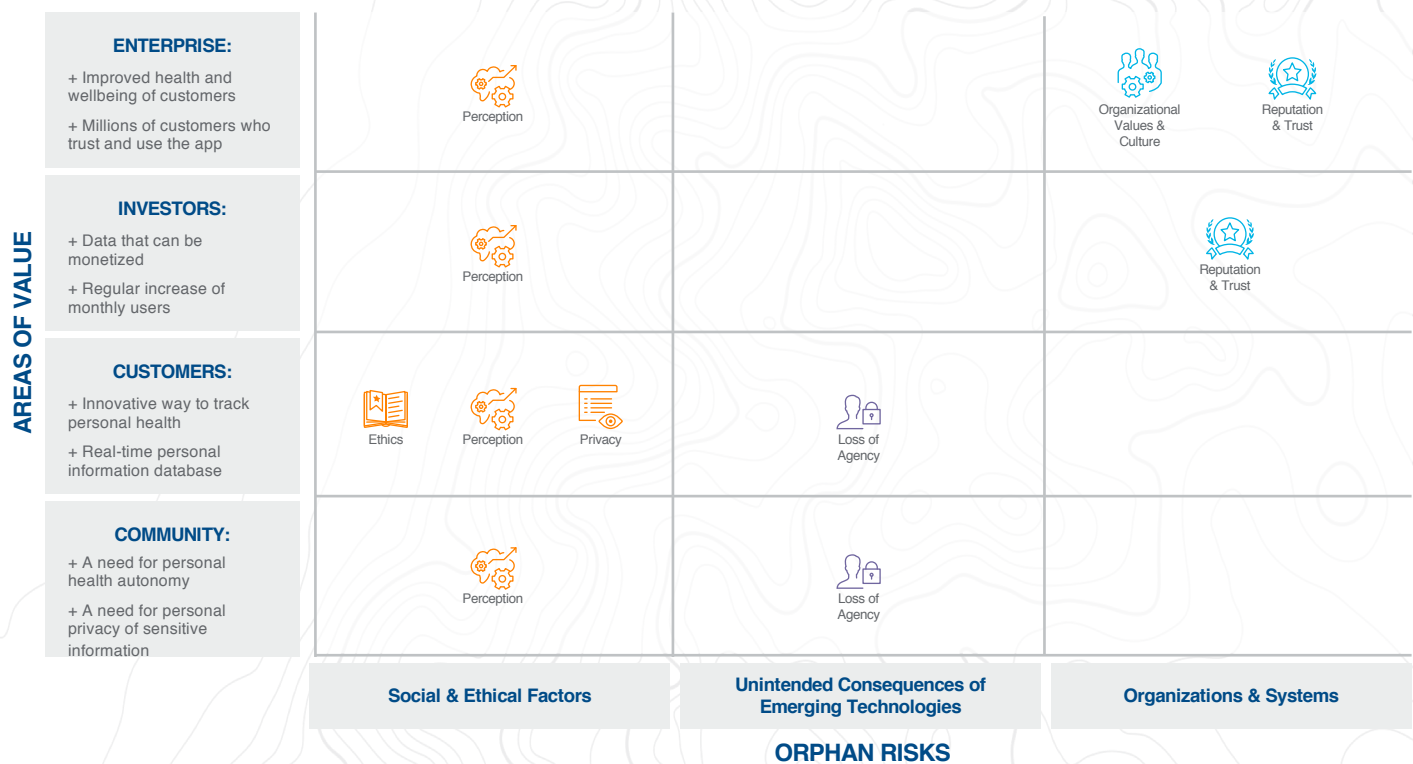 AREAS OF VALUE
ENTERPRISE:
+ Improved health and
wellbeing of customers
+ Millions of customers who
trust and use the app
Perception
Organizational
Values &
Culture
Reputation
& Trust
INVESTORS:
+ Data that can be
monetized
+ Regular increase of
monthly users
Perception
Reputation
& Trust
CUSTOMERS:
+ Innovative way to track
personal health
+ Real-time personal
information database
Ethics
Perception
Privacy
Loss of
Agency
COMMUNITY:
+ A need for personal
health autonomy
+ A need for personal
privacy of sensitive
information
Perception
Loss of
Agency
Social & Ethical Factors
Unintended Consequences of
Emerging Technologies
Organizations & Systems
ORPHAN RISKS